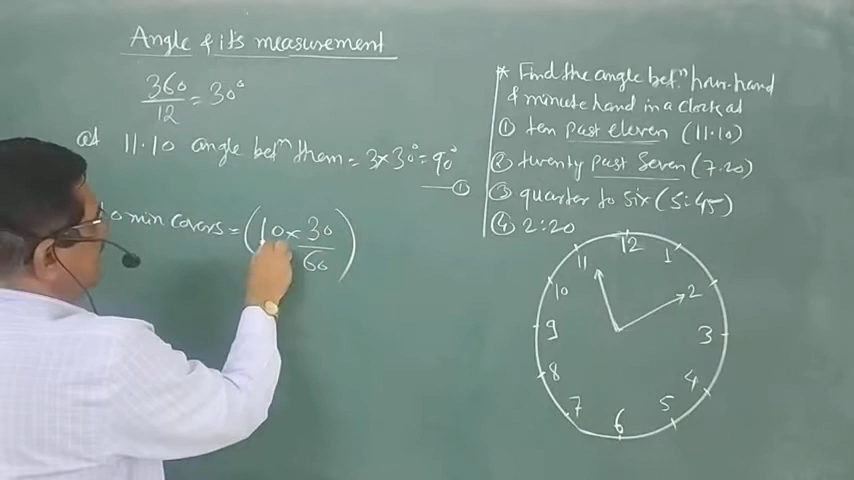 Angle & its measurement
360/12 = 30°
at 11.10 angle betⁿ them = 3 × 30° = 90° —①
0 min covers = (10 × 30/60)
* Find the angle betⁿ hour-hand
& minute hand in a clock at
① ten past eleven (11.10)
② twenty past seven (7.20)
③ quarter to six (5:45)
④ 2:20
12
11 1
10 2
9 3
8 4
7 5
6